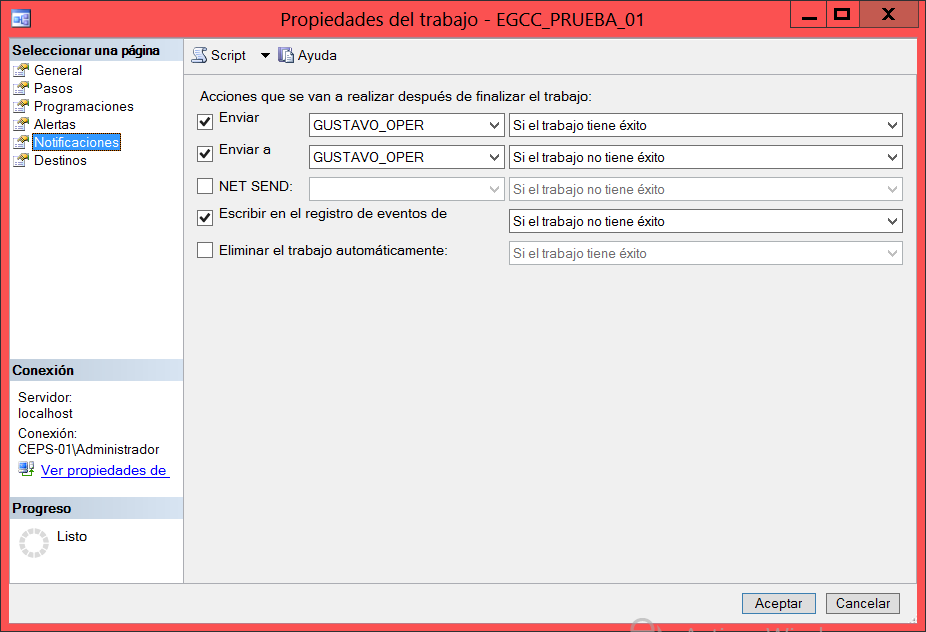 Propiedades del trabajo - EGCC_PRUEBA_01
Seleccionar una página
General
Pasos
Programaciones
Alertas
Notificaciones
Destinos
Script
Ayuda
Acciones que se van a realizar después de finalizar el trabajo:
Enviar GUSTAVO_OPER Si el trabajo tiene éxito
Enviar a GUSTAVO_OPER Si el trabajo no tiene éxito
NET SEND: Si el trabajo no tiene éxito
Escribir en el registro de eventos de Si el trabajo no tiene éxito
Eliminar el trabajo automáticamente: Si el trabajo tiene éxito
Conexión
Servidor:
localhost
Conexión:
CEPS-01\Administrador
Ver propiedades de
Progreso
Listo
Aceptar Cancelar